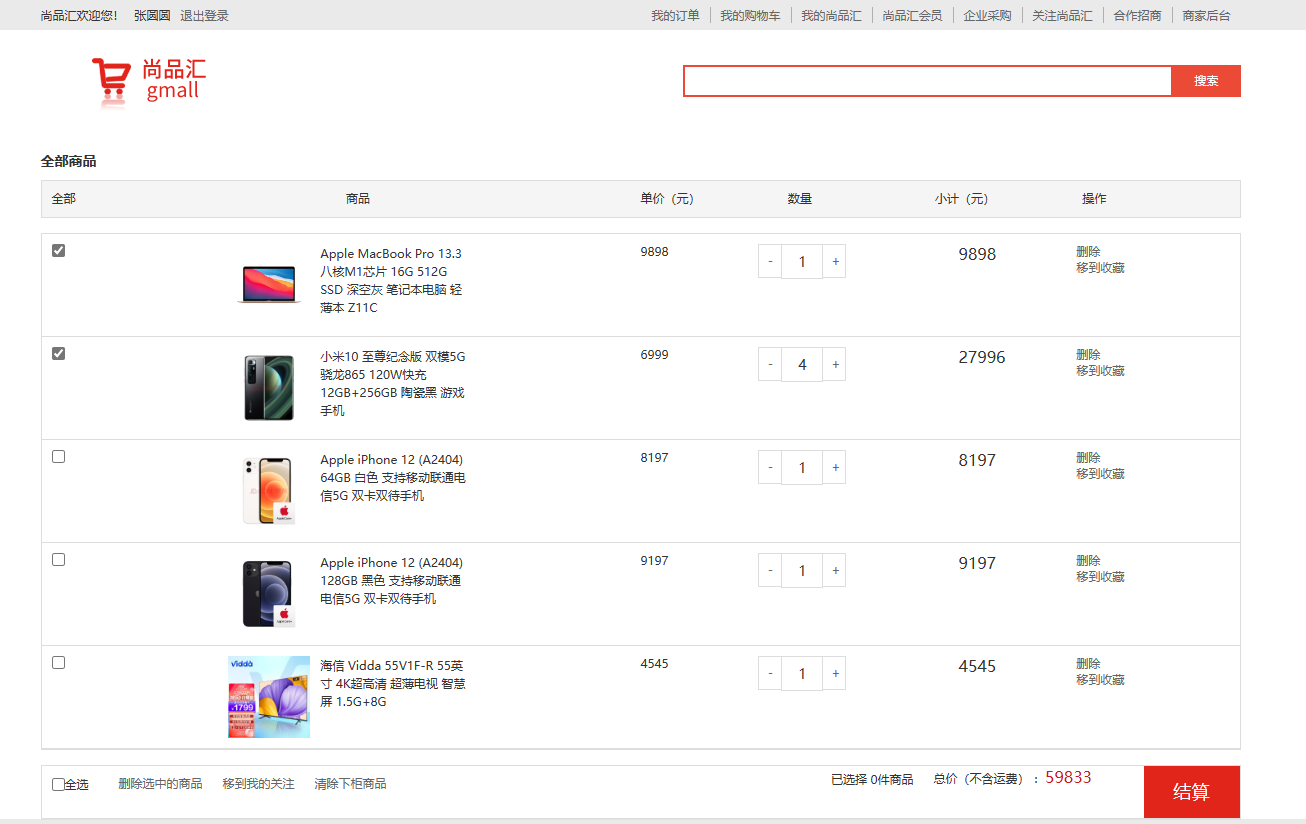 尚品汇欢迎您! 张圆圆 退出登录 我的订单 我的购物车 我的尚品汇 尚品汇会员 企业采购 关注尚品汇 合作招商 商家后台
尚品汇
gmall
搜索
全部商品
全部 商品 单价（元） 数量 小计（元） 操作
Apple MacBook Pro 13.3 9898 - 1 + 9898 删除
八核M1芯片 16G 512G 移到收藏
SSD 深空灰 笔记本电脑 轻
薄本 Z11C
小米10 至尊纪念版 双模5G 6999 - 4 + 27996 删除
骁龙865 120W快充 移到收藏
12GB+256GB 陶瓷黑 游戏
手机
Apple iPhone 12 (A2404) 8197 - 1 + 8197 删除
64GB 白色 支持移动联通电 移到收藏
信5G 双卡双待手机
Apple iPhone 12 (A2404) 9197 - 1 + 9197 删除
128GB 黑色 支持移动联通 移到收藏
电信5G 双卡双待手机
Vidda
海信 Vidda 55V1F-R 55英 4545 - 1 + 4545 删除
寸 4K超高清 超薄电视 智慧 移到收藏
屏 1.5G+8G
1799
全选 删除选中的商品 移到我的关注 清除下柜商品 已选择 0件商品 总价（不含运费）：59833 结算